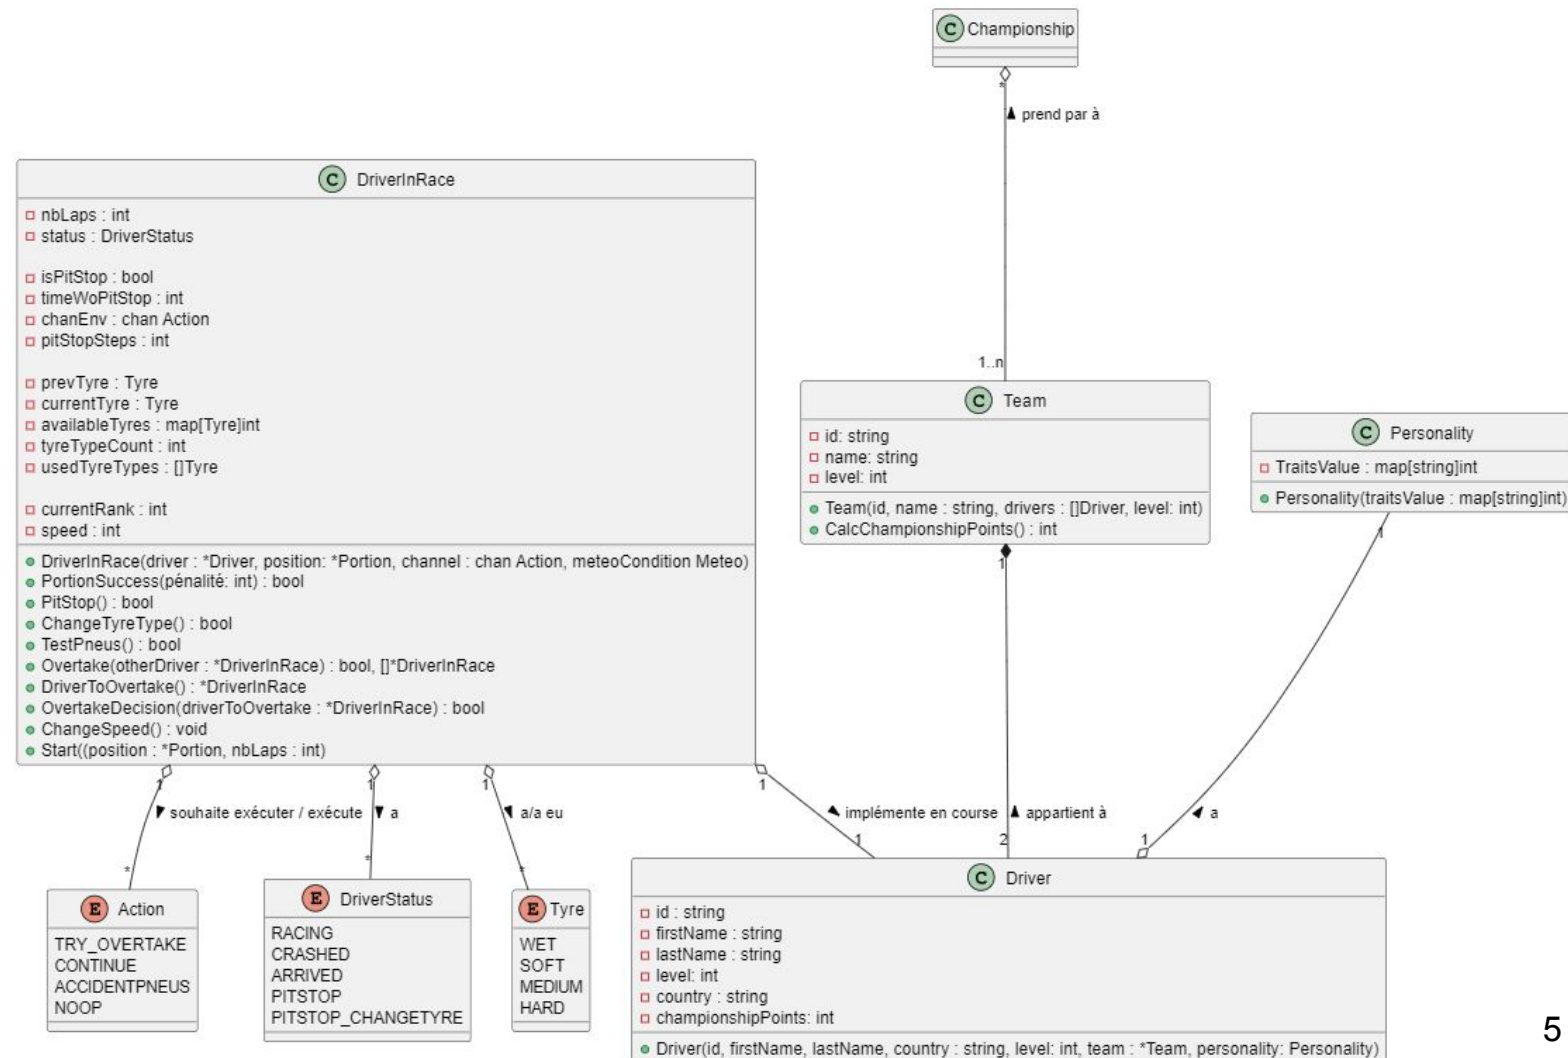 C Championship
*
prend par à
1..n
C DriverInRace
nbLaps : int
status : DriverStatus
isPitStop : bool
timeWoPitStop : int
chanEnv : chan Action
pitStopSteps : int
prevTyre : Tyre
currentTyre : Tyre
availableTyres : map[Tyre]int
tyreTypeCount : int
usedTyreTypes : []Tyre
currentRank : int
speed : int
DriverInRace(driver : *Driver, position: *Portion, channel : chan Action, meteoCondition Meteo)
PortionSuccess(pénalité: int) : bool
PitStop() : bool
ChangeTyreType() : bool
TestPneus() : bool
Overtake(otherDriver : *DriverInRace) : bool, []*DriverInRace
DriverToOvertake() : *DriverInRace
OvertakeDecision(driverToOvertake : *DriverInRace) : bool
ChangeSpeed() : void
Start((position : *Portion, nbLaps : int)
C Team
id: string
name: string
level: int
Team(id, name : string, drivers : []Driver, level: int)
CalcChampionshipPoints() : int
C Personality
TraitsValue : map[string]int
Personality(traitsValue : map[string]int)
1
1
1
1
1
1
souhaite exécuter / exécute
a
a/a eu
implémente en course
appartient à
a
*
*
*
1
2
1
E Action
TRY_OVERTAKE
CONTINUE
ACCIDENTPNEUS
NOOP
E DriverStatus
RACING
CRASHED
ARRIVED
PITSTOP
PITSTOP_CHANGETYRE
E Tyre
WET
SOFT
MEDIUM
HARD
C Driver
id : string
firstName : string
lastName : string
level: int
country : string
championshipPoints: int
Driver(id, firstName, lastName, country : string, level: int, team : *Team, personality: Personality)
5